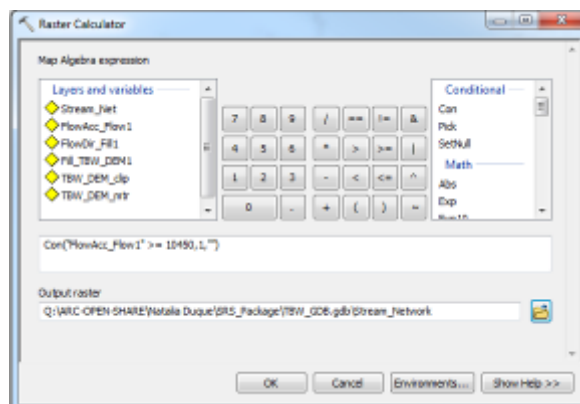 Raster Calculator
Map Algebra expression
Layers and variables
Stream_Net
FlowAcc_Flow1
FlowDir_Fill1
Fill_TBW_DEM1
TBW_DEM_clip
TBW_DEM_mtr
7 8 9 / == != &
4 5 6 * > >= |
1 2 3 - < <= ^
0 . + ( ) ~
Conditional
Con
Pick
SetNull
Math
Abs
Exp
Exp10
Con("FlowAcc_Flow1" >= 10450,1,"")
Output raster
Q:\ARC-OPEN-SHARE\Natalia Duque\SRS_Package\TBW_GDB.gdb\Stream_Network
OK Cancel Environments... Show Help >>